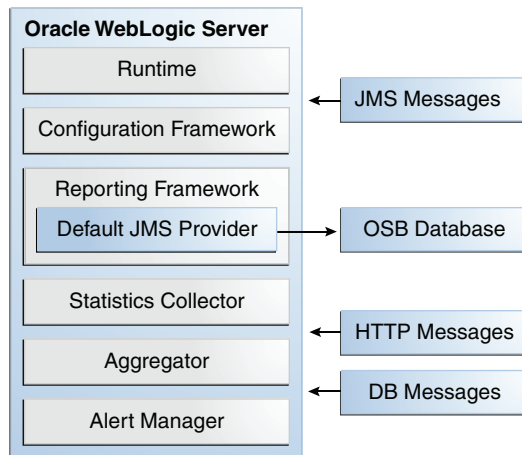 Oracle WebLogic Server
Runtime
JMS Messages
Configuration Framework
Reporting Framework
Default JMS Provider
OSB Database
Statistics Collector
HTTP Messages
Aggregator
DB Messages
Alert Manager